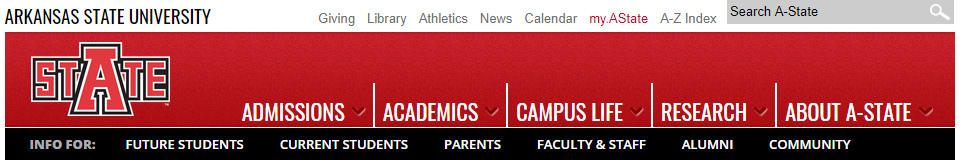 ARKANSAS STATE UNIVERSITY
Giving Library Athletics News Calendar my.AState A-Z Index Search A-State
STATE ™
ADMISSIONS ACADEMICS CAMPUS LIFE RESEARCH ABOUT A-STATE
INFO FOR: FUTURE STUDENTS CURRENT STUDENTS PARENTS FACULTY & STAFF ALUMNI COMMUNITY